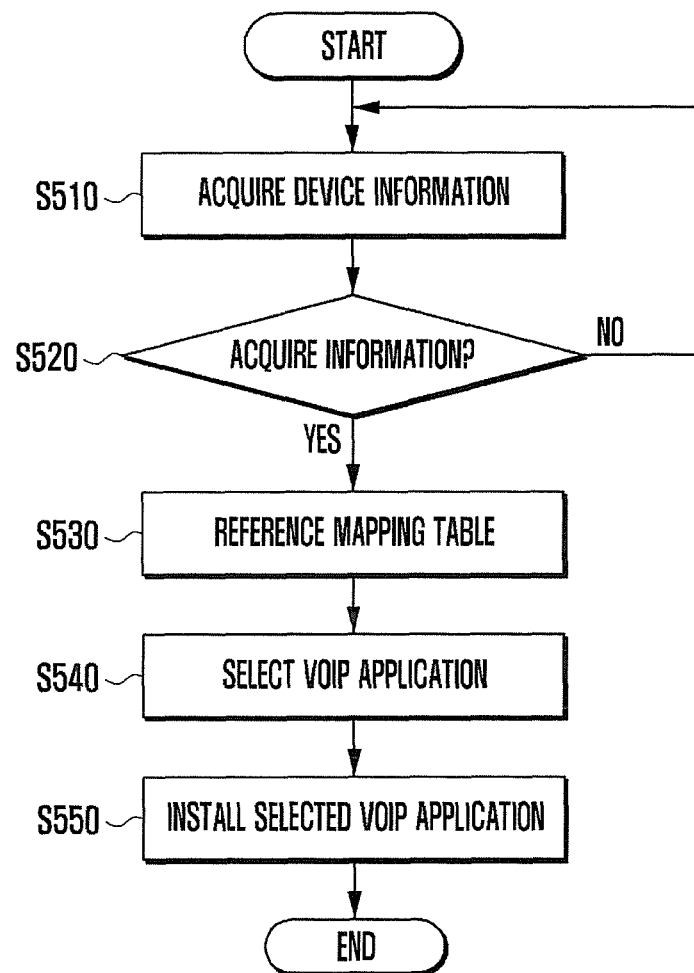 START
S510
ACQUIRE DEVICE INFORMATION
S520
ACQUIRE INFORMATION?
NO
YES
S530
REFERENCE MAPPING TABLE
S540
SELECT VOIP APPLICATION
S550
INSTALL SELECTED VOIP APPLICATION
END